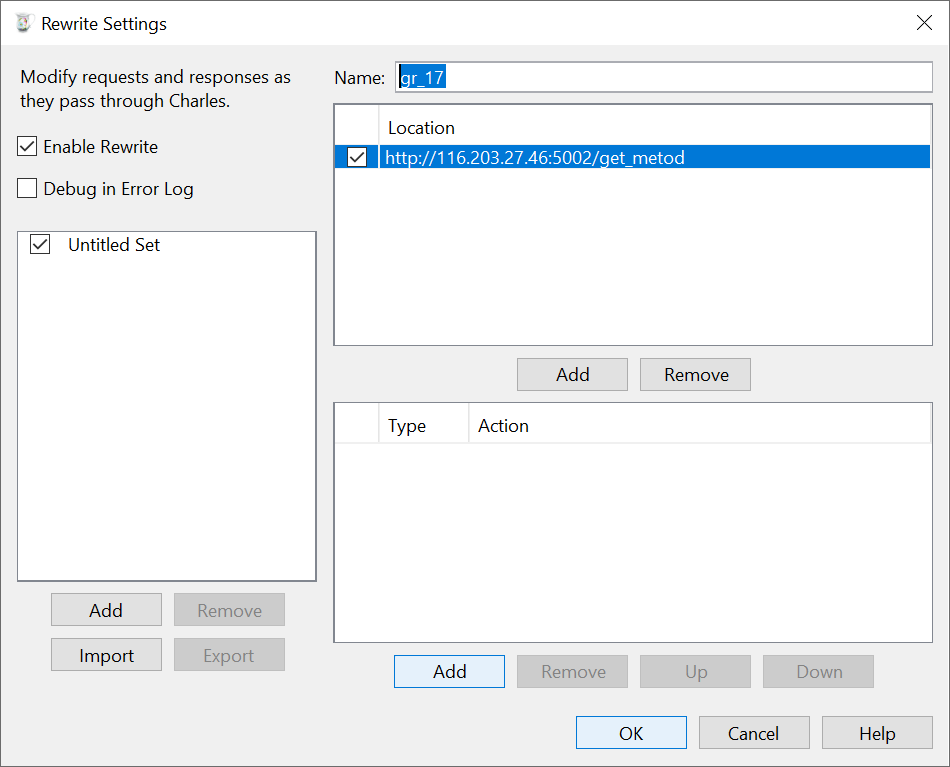 Rewrite Settings
Modify requests and responses as
they pass through Charles.
Enable Rewrite
Debug in Error Log
Untitled Set
Add
Remove
Import
Export
Name: gr_17
Location
http://116.203.27.46:5002/get_metod
Add
Remove
Type
Action
Add
Remove
Up
Down
OK
Cancel
Help